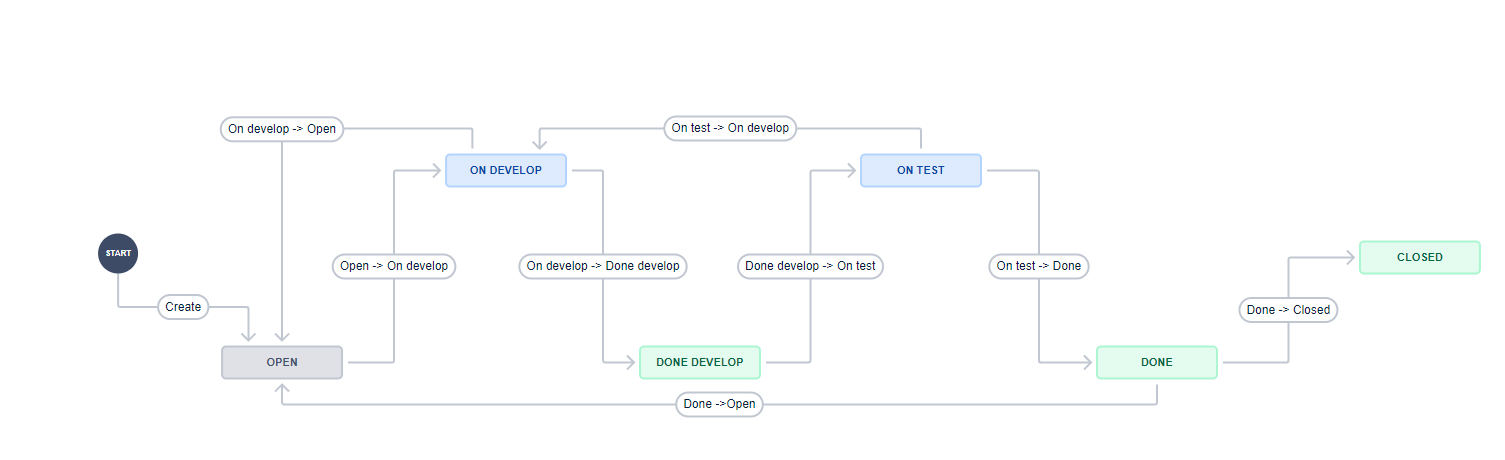 On develop -> Open
On test -> On develop
ON DEVELOP
ON TEST
START
Open -> On develop
On develop -> Done develop
Done develop -> On test
On test -> Done
CLOSED
Create
Done -> Closed
OPEN
DONE DEVELOP
DONE
Done ->Open